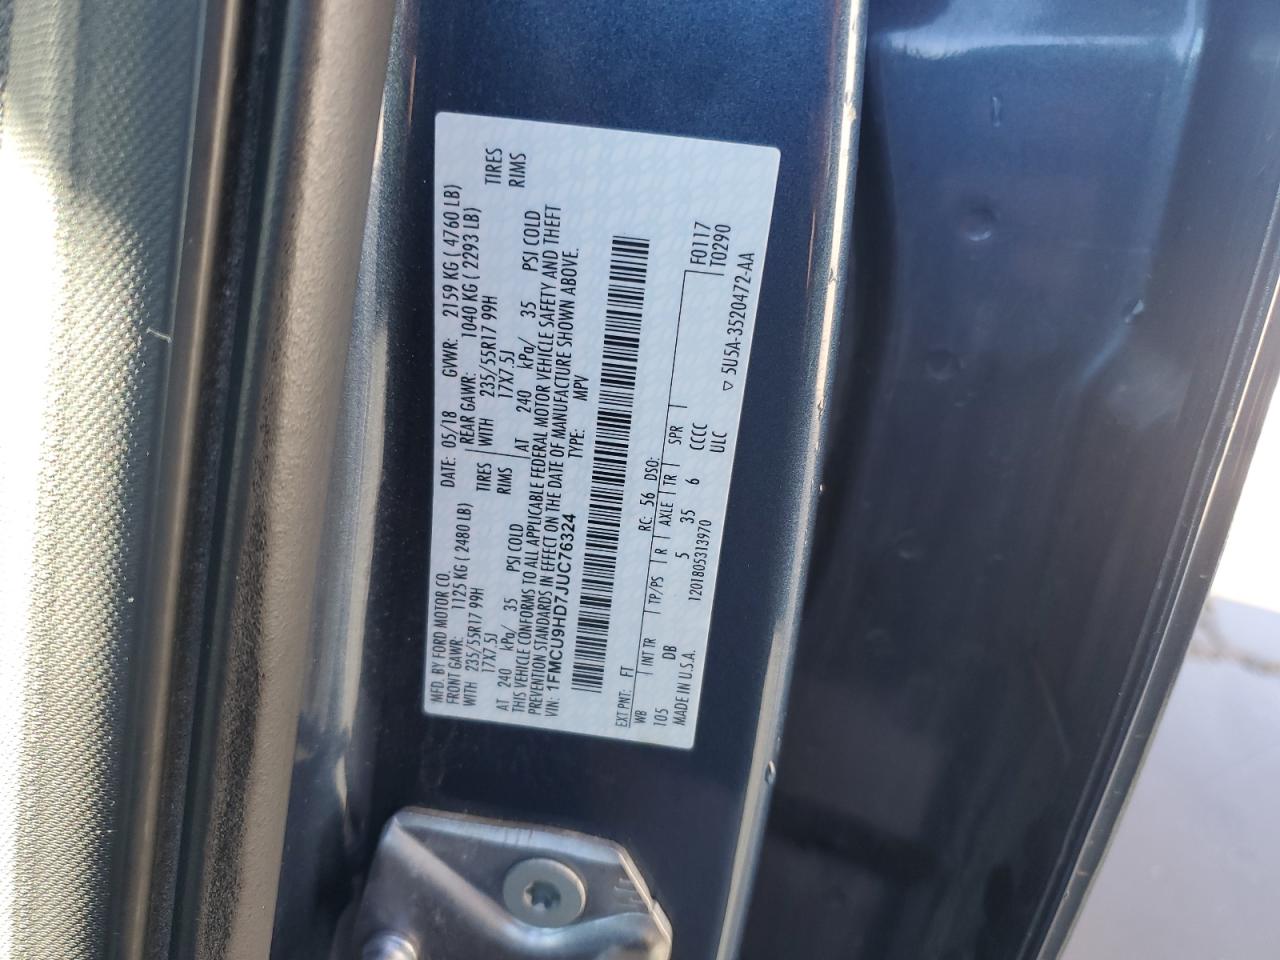 MFD. BY FORD MOTOR CO. DATE: 05/18 GVWR: 2159 KG ( 4760 LB)
FRONT GAWR: 1125 KG ( 2480 LB) REAR GAWR: 1040 KG ( 2293 LB)
WITH 235/55R17 99H TIRES WITH 235/55R17 99H TIRES
17X7.5J RIMS 17X7.5J RIMS
AT 240 kPa/ 35 PSI COLD AT 240 kPa/ 35 PSI COLD
THIS VEHICLE CONFORMS TO ALL APPLICABLE FEDERAL MOTOR VEHICLE SAFETY AND THEFT
PREVENTION STANDARDS IN EFFECT ON THE DATE OF MANUFACTURE SHOWN ABOVE.
VIN: 1FMCU9HD7JUC76324 TYPE: MPV
EXT PNT: FT RC: 56 DSO: F0117
WB INT TR TP/PS R AXLE TR SPR T0290
105 DB 5 35 6 CCCC
MADE IN U.S.A. 1201805313970 ULC ▽ 5U5A-3520472-AA